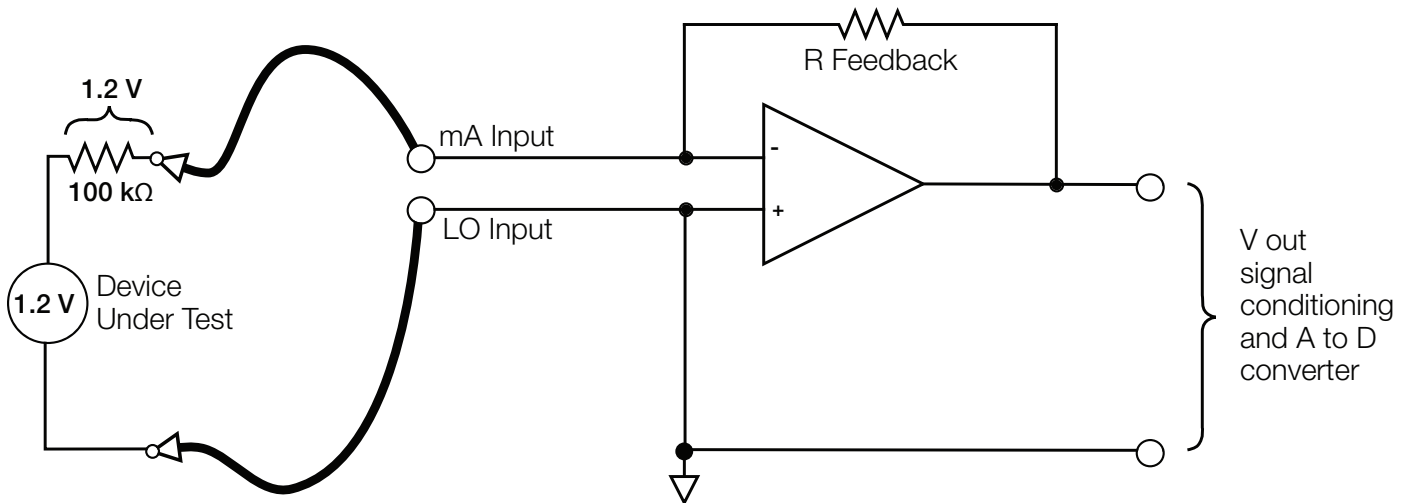 R Feedback
1.2 V
100 kΩ
mA Input
LO Input
-
+
1.2 V
Device
Under Test
V out
signal
conditioning
and A to D
converter